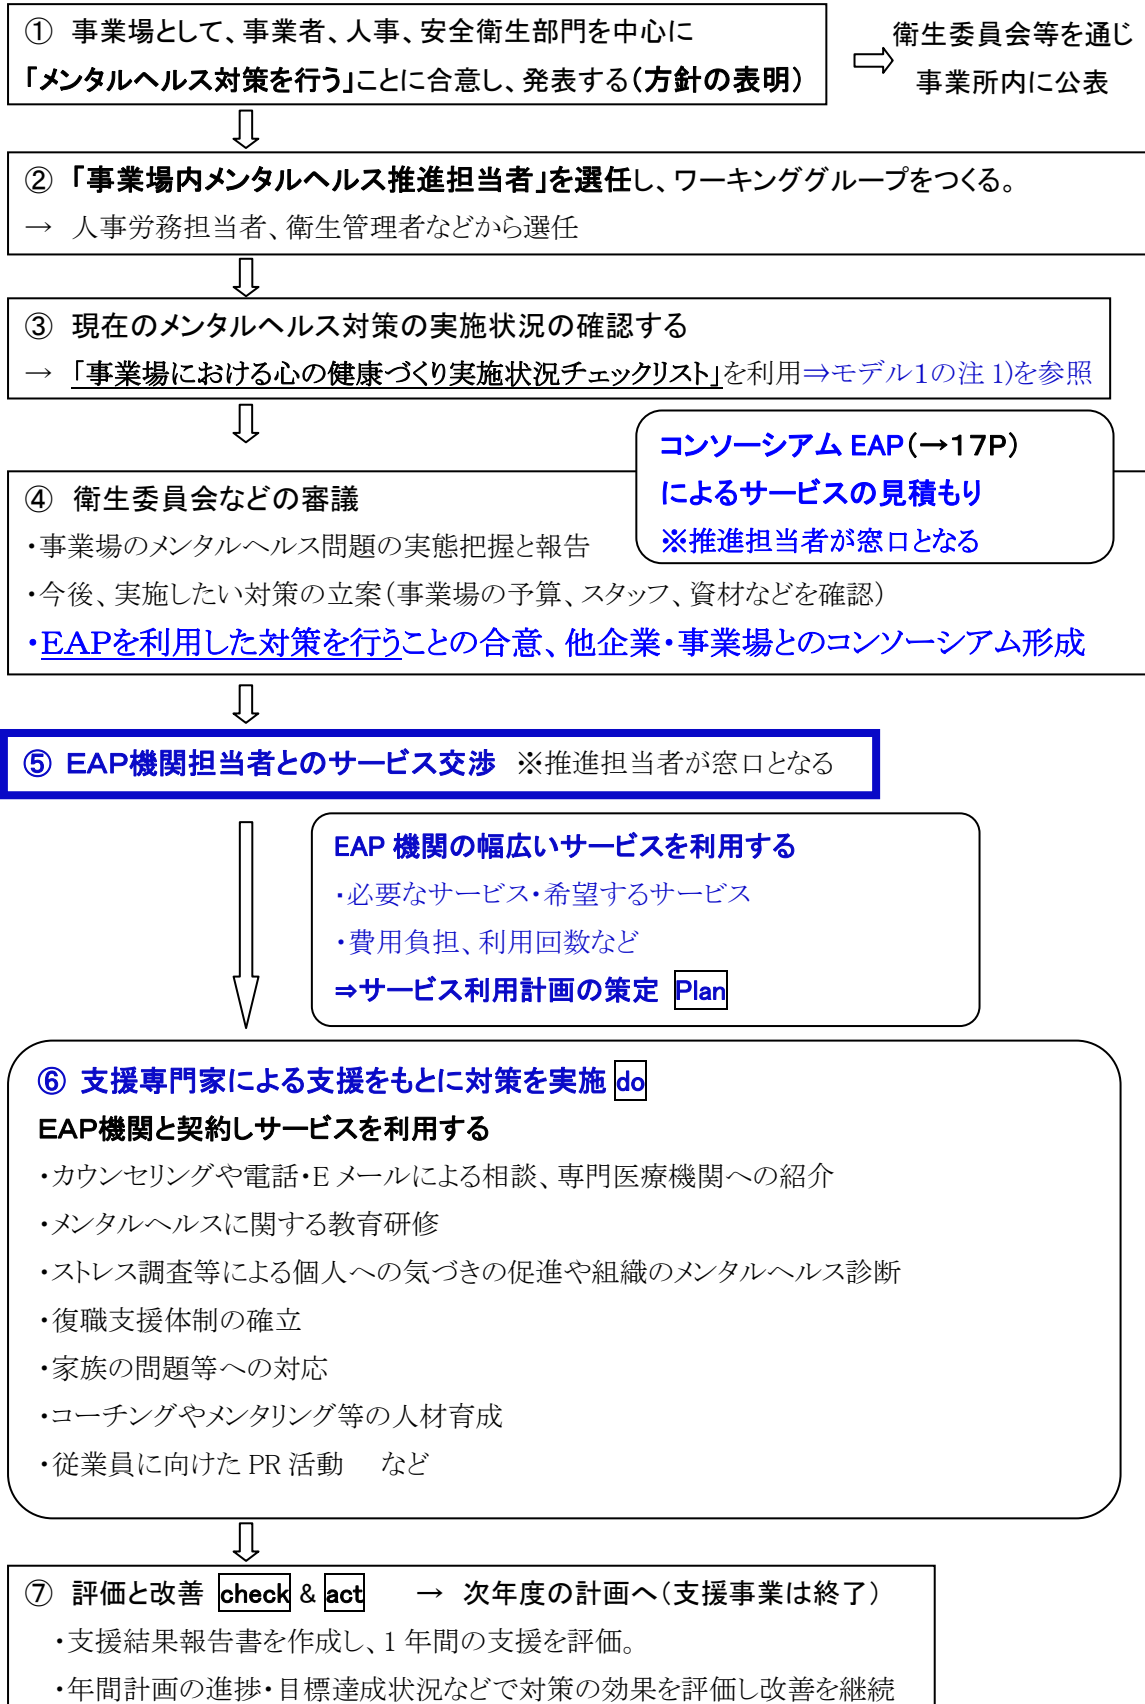 ① 事業場として、事業者、人事、安全衛生部門を中心に
「メンタルヘルス対策を行う」ことに合意し、発表する(方針の表明)
⇨ 衛生委員会等を通じ
事業所内に公表
② 「事業場内メンタルヘルス推進担当者」を選任し、ワーキンググループをつくる。
→ 人事労務担当者、衛生管理者などから選任
③ 現在のメンタルヘルス対策の実施状況の確認する
→ 「事業場における心の健康づくり実施状況チェックリスト」を利用⇒モデル1の注1)を参照
コンソーシアム EAP(→17P)
によるサービスの見積もり
※推進担当者が窓口となる
④ 衛生委員会などの審議
・事業場のメンタルヘルス問題の実態把握と報告
・今後、実施したい対策の立案(事業場の予算、スタッフ、資材などを確認)
・EAPを利用した対策を行うことの合意、他企業・事業場とのコンソーシアム形成
⑤ EAP機関担当者とのサービス交渉 ※推進担当者が窓口となる
EAP 機関の幅広いサービスを利用する
・必要なサービス・希望するサービス
・費用負担、利用回数など
⇒サービス利用計画の策定 Plan
⑥ 支援専門家による支援をもとに対策を実施 do
EAP機関と契約しサービスを利用する
・カウンセリングや電話・E メールによる相談、専門医療機関への紹介
・メンタルヘルスに関する教育研修
・ストレス調査等による個人への気づきの促進や組織のメンタルヘルス診断
・復職支援体制の確立
・家族の問題等への対応
・コーチングやメンタリング等の人材育成
・従業員に向けた PR 活動 など
⑦ 評価と改善 check & act → 次年度の計画へ(支援事業は終了)
・支援結果報告書を作成し、1 年間の支援を評価。
・年間計画の進捗・目標達成状況などで対策の効果を評価し改善を継続